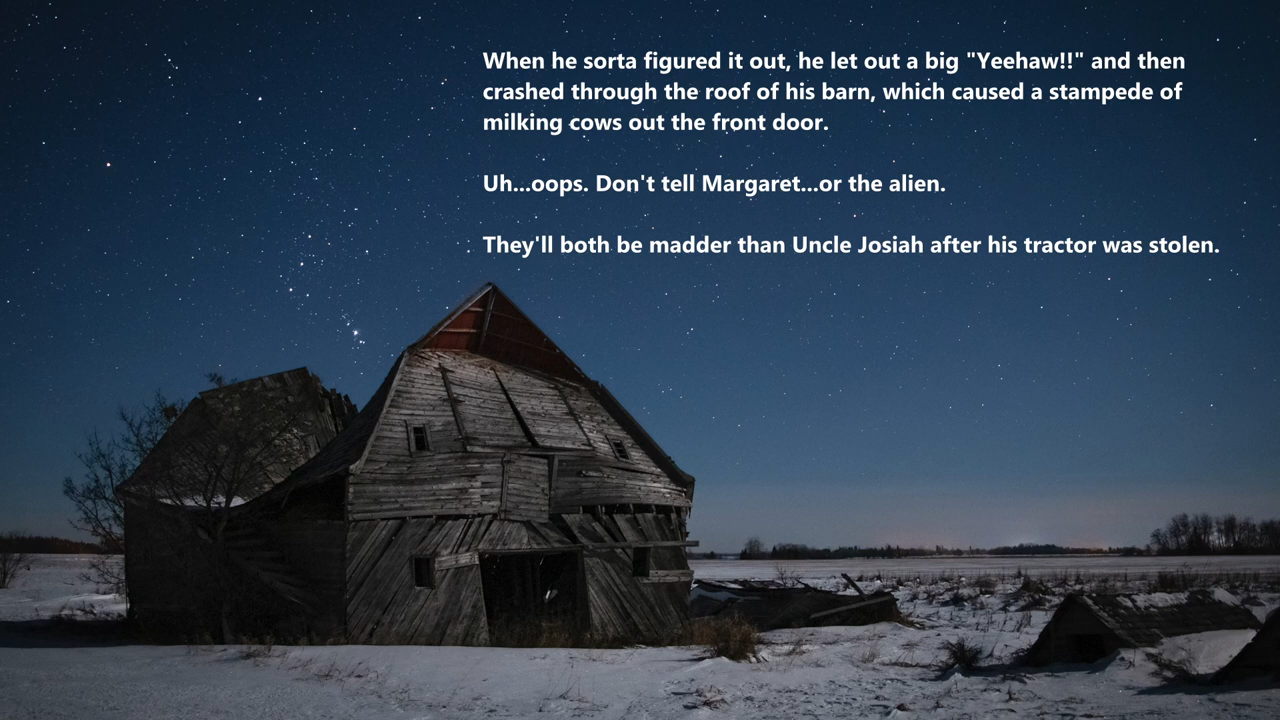 When he sorta figured it out, he let out a big "Yeehaw!!" and then
crashed through the roof of his barn, which caused a stampede of
milking cows out the front door.
Uh...oops. Don't tell Margaret...or the alien.
They'll both be madder than Uncle Josiah after his tractor was stolen.